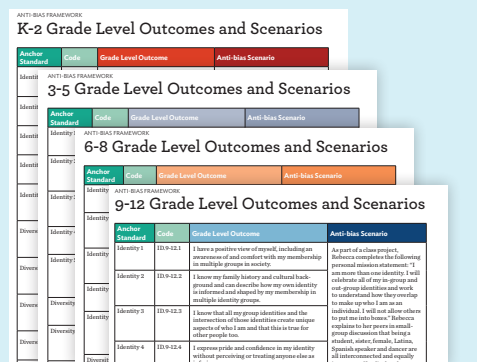 ANTI-BIAS FRAMEWORK
K-2 Grade Level Outcomes and Scenarios
Anchor Standard
Code
Grade Level Outcome
Anti-bias Scenario
ANTI-BIAS FRAMEWORK
3-5 Grade Level Outcomes and Scenarios
Anchor Standard
Code
Grade Level Outcome
Anti-bias Scenario
ANTI-BIAS FRAMEWORK
6-8 Grade Level Outcomes and Scenarios
Anchor Standard
Code
Grade Level Outcome
Anti-bias Scenario
ANTI-BIAS FRAMEWORK
9-12 Grade Level Outcomes and Scenarios
Anchor
Standard
Code
Grade Level Outcome
Anti-bias Scenario
Identity 1
ID.9-12.1
I have a positive view of myself, including an
awareness of and comfort with my membership
in multiple groups in society.
Identity 2
ID.9-12.2
I know my family history and cultural back-
ground and can describe how my own identity
is informed and shaped by my membership in
multiple identity groups.
Identity 3
ID.9-12.3
I know that all my group identities and the
intersection of those identities create unique
aspects of who I am and that this is true for
other people too.
Identity 4
ID.9-12.4
I express pride and confidence in my identity
without perceiving or treating anyone else as
As part of a class project,
Rebecca completes the following
personal mission statement: "I
am more than one identity. I will
celebrate all of my in-group and
out-group identities and work
to understand how they overlap
to make up who I am as an
individual. I will not allow others
to put me into boxes." Rebecca
explains to her peers in small-
group discussion that being a
student, sister, female, Latina,
Spanish speaker and dancer are
all interconnected and equally